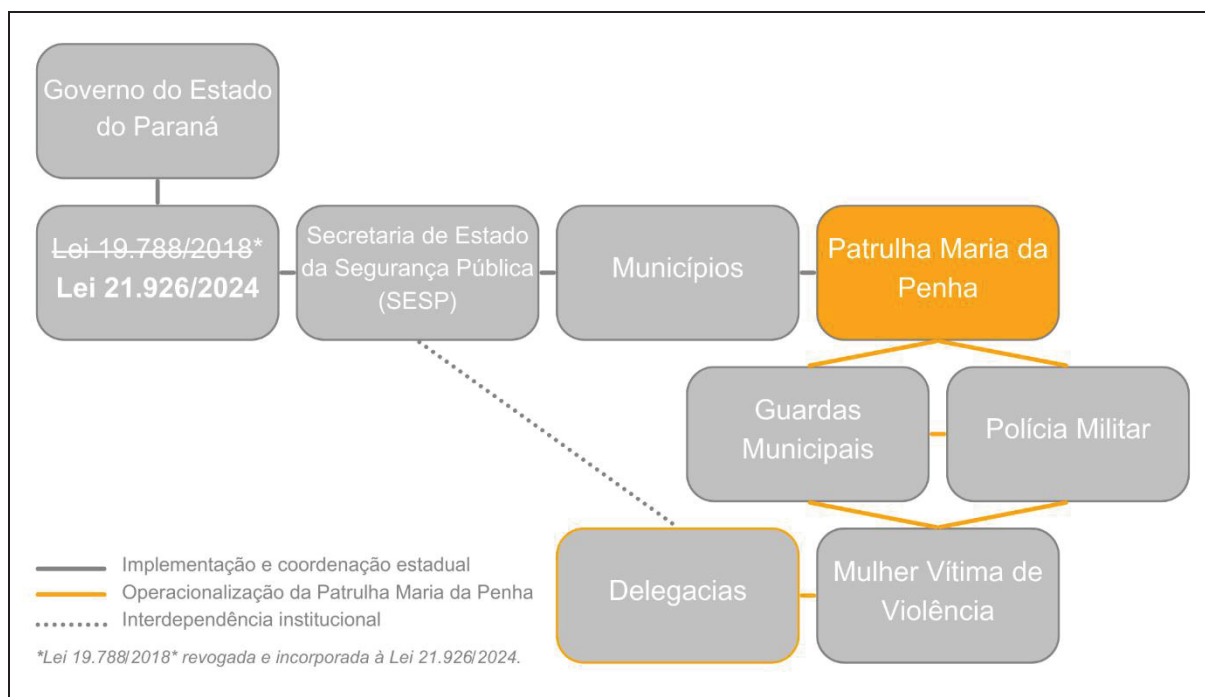 Governo do Estado
do Paraná
Lei 19.788/2018*
Lei 21.926/2024
Secretaria de Estado
da Segurança Pública
(SESP)
Municípios
Patrulha Maria da
Penha
Guardas
Municipais
Polícia Militar
Delegacias
Mulher Vítima de
Violência
Implementação e coordenação estadual
Operacionalização da Patrulha Maria da Penha
Interdependência institucional
*Lei 19.788/2018* revogada e incorporada à Lei 21.926/2024.